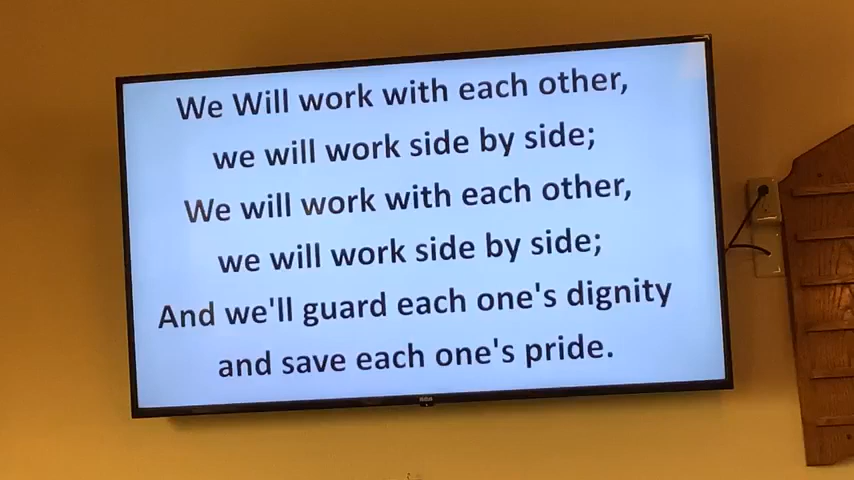 We Will work with each other,
we will work side by side;
We will work with each other,
we will work side by side;
And we'll guard each one's dignity
and save each one's pride.
RCA